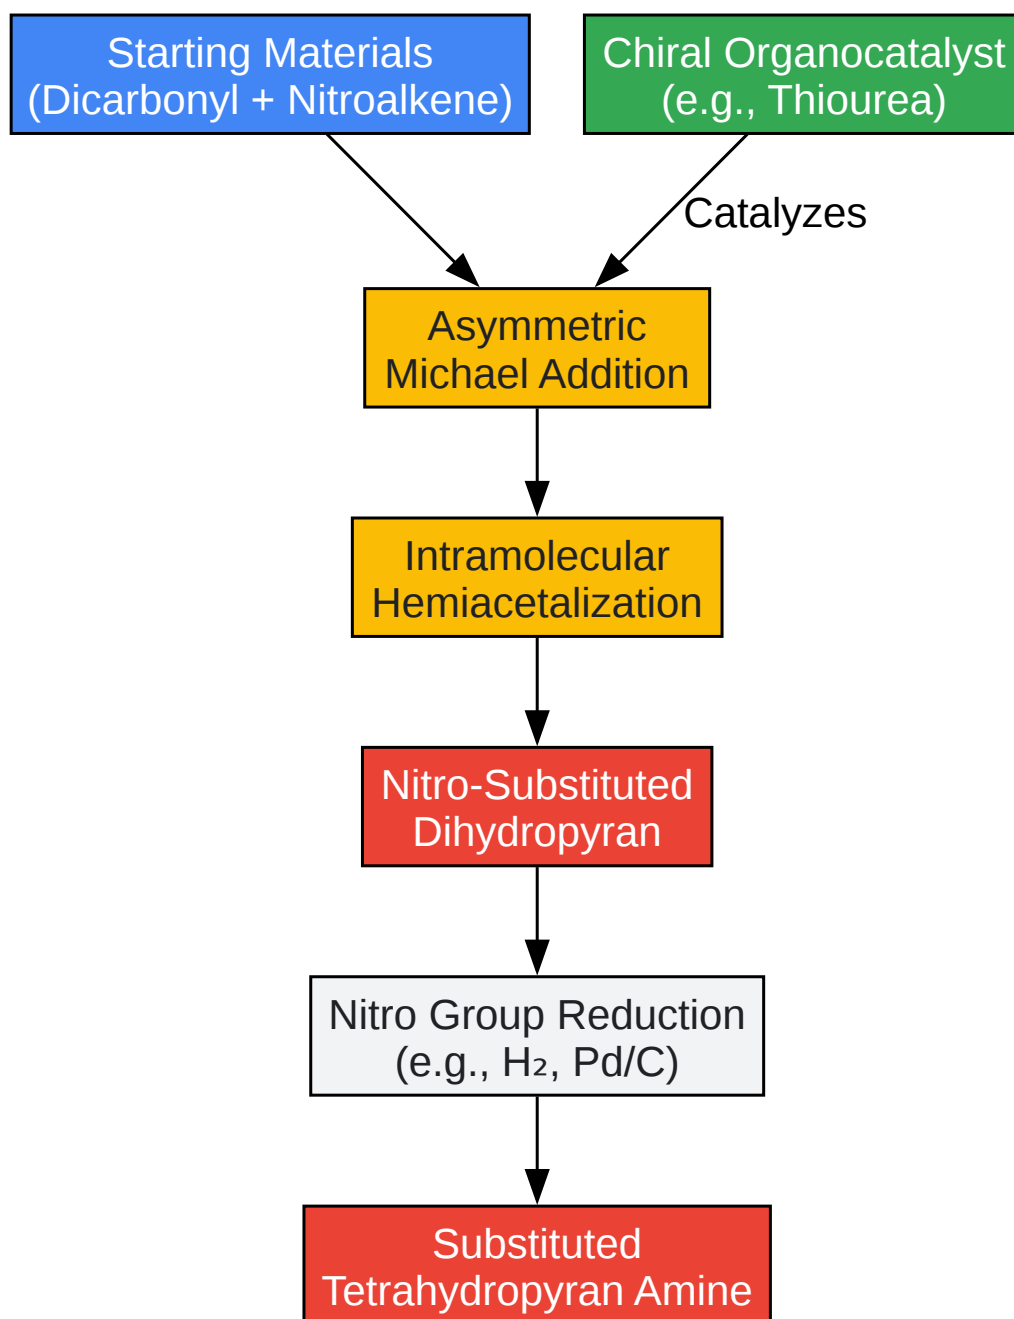 Starting Materials
(Dicarbonyl + Nitroalkene)
Chiral Organocatalyst
(e.g., Thiourea)
Catalyzes
Asymmetric
Michael Addition
Intramolecular
Hemiacetalization
Nitro-Substituted
Dihydropyran
Nitro Group Reduction
(e.g., H₂, Pd/C)
Substituted
Tetrahydropyran Amine